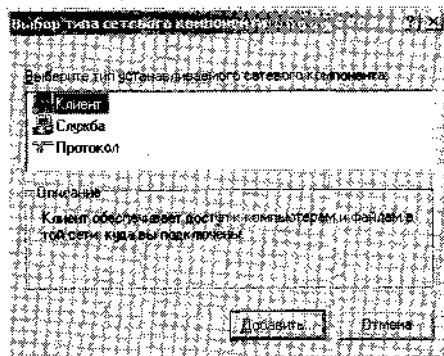 Выбор типа сетевого компонента
Выберите тип устанавливаемого сетевого компонента:
Клиент
Служба
Протокол
Описание
Клиент обеспечивает доступ к компьютерам и файлам в
той сети, куда вы подключены.
Добавить...
Отмена